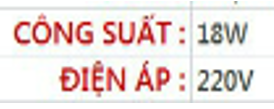 CÔNG SUẤT : 18W
ĐIỆN ÁP : 220V